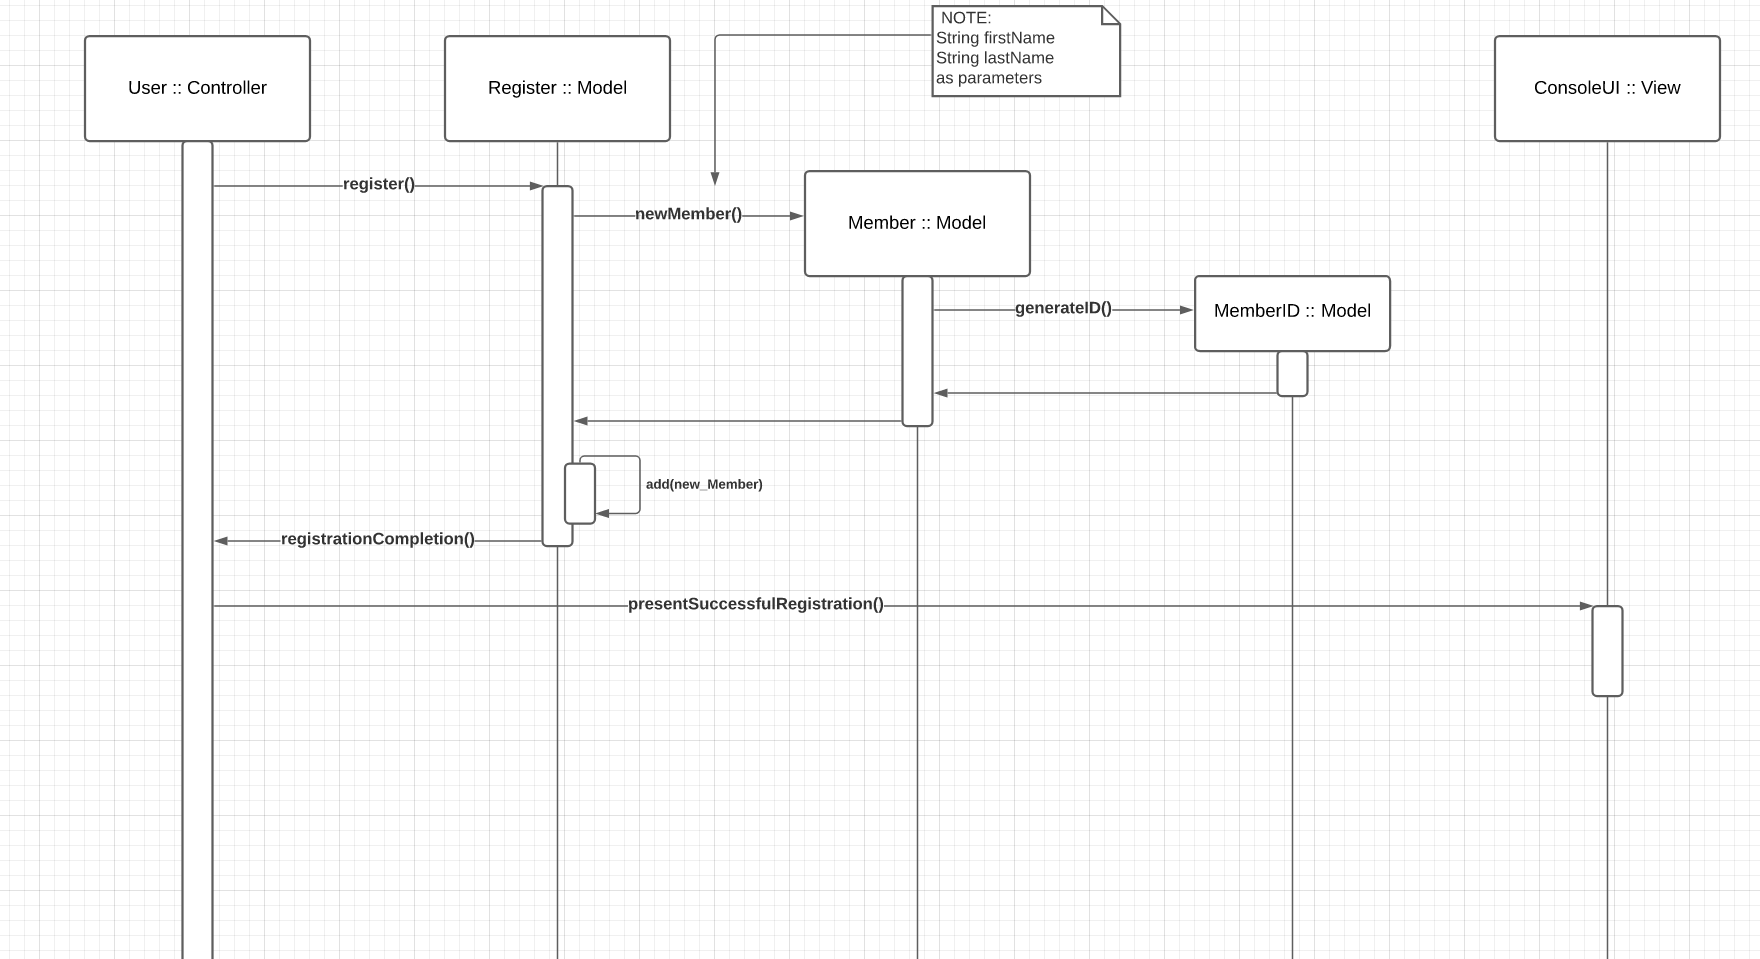 NOTE:
String firstName
String lastName
as parameters
User :: Controller
Register :: Model
ConsoleUI :: View
register()
newMember()
Member :: Model
generateID()
MemberID :: Model
add(new_Member)
registrationCompletion()
presentSuccessfulRegistration()